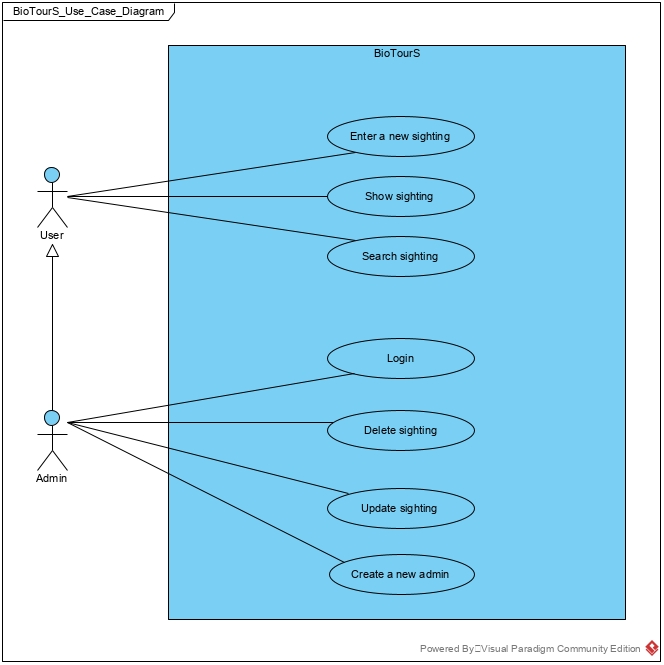 BioTourS_Use_Case_Diagram
BioTourS
Enter a new sighting
Show sighting
User
Search sighting
Login
Delete sighting
Admin
Update sighting
Create a new admin
Powered By Visual Paradigm Community Edition